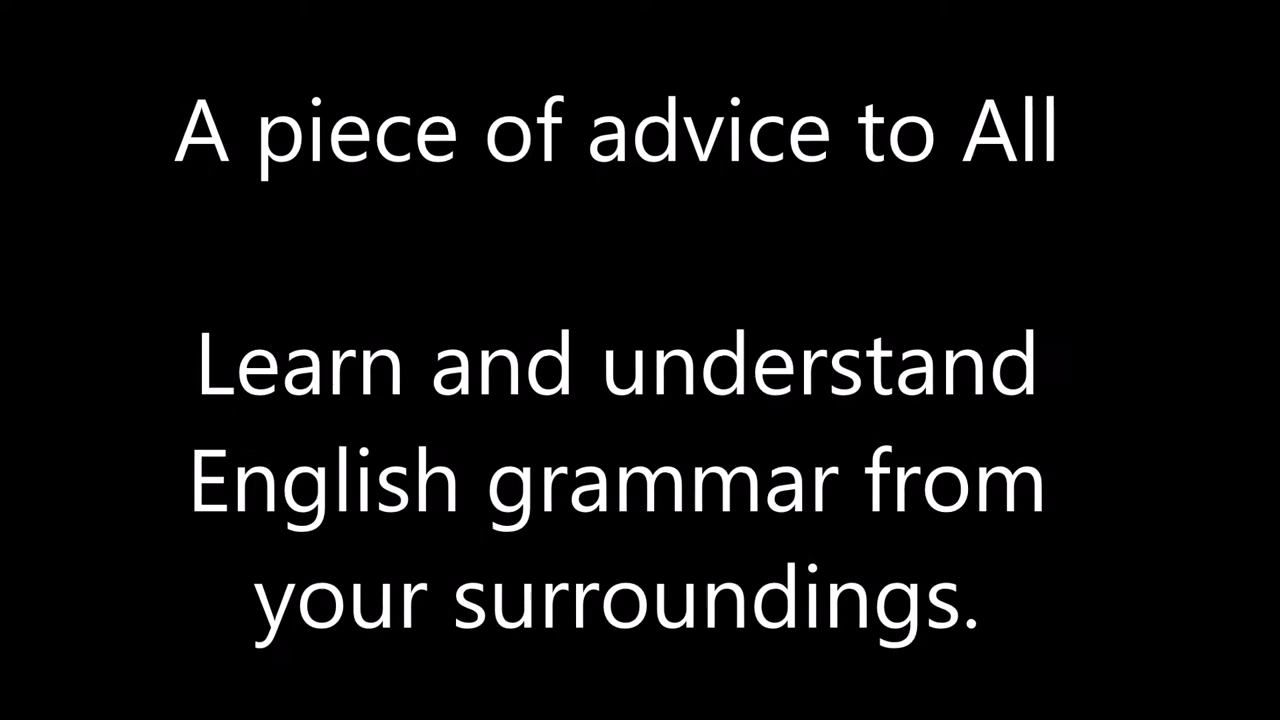 A piece of advice to All
Learn and understand
English grammar from
your surroundings.